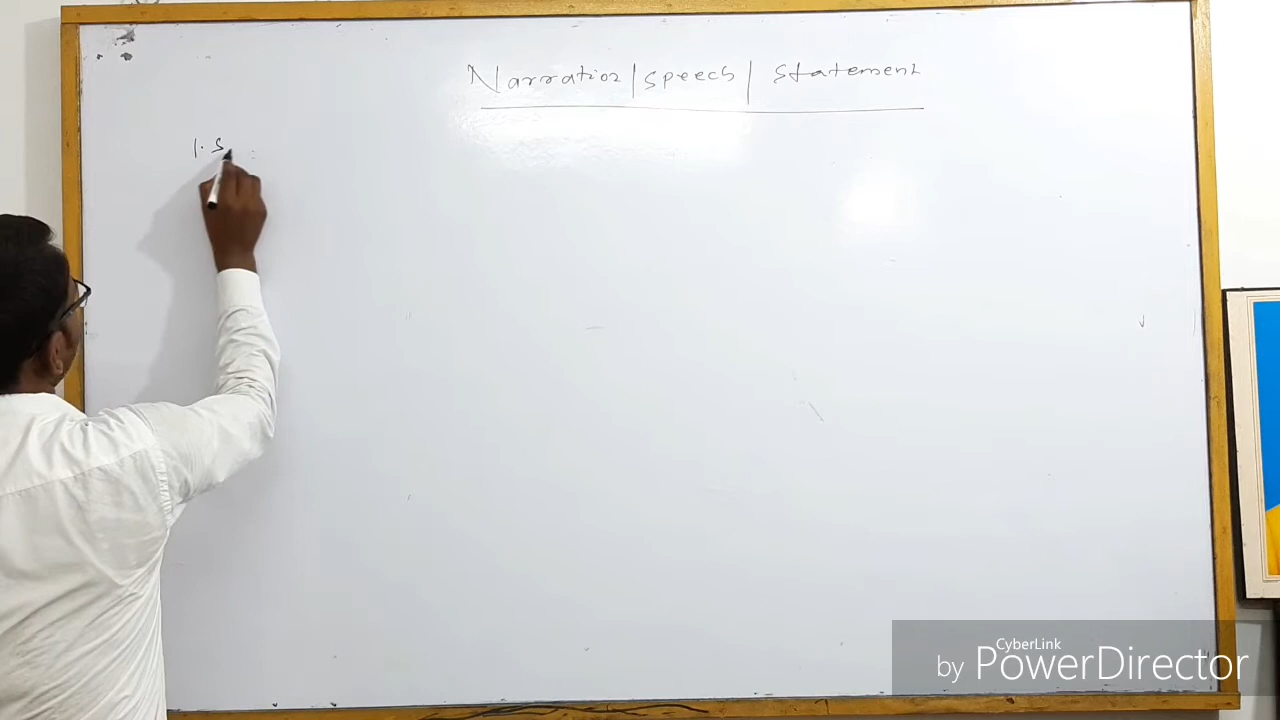 Narration / speech / statement
1. S
CyberLink
by PowerDirector